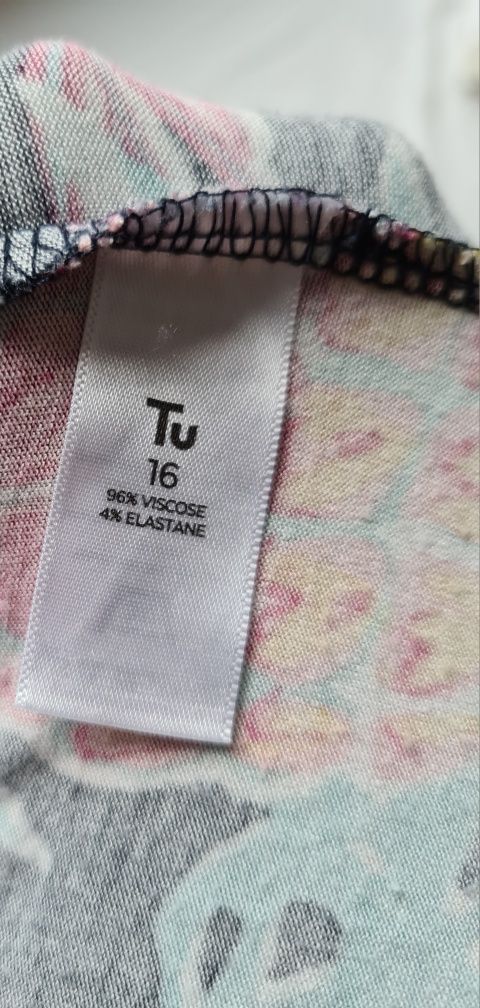 Tu
16
96% VISCOSE
4% ELASTANE